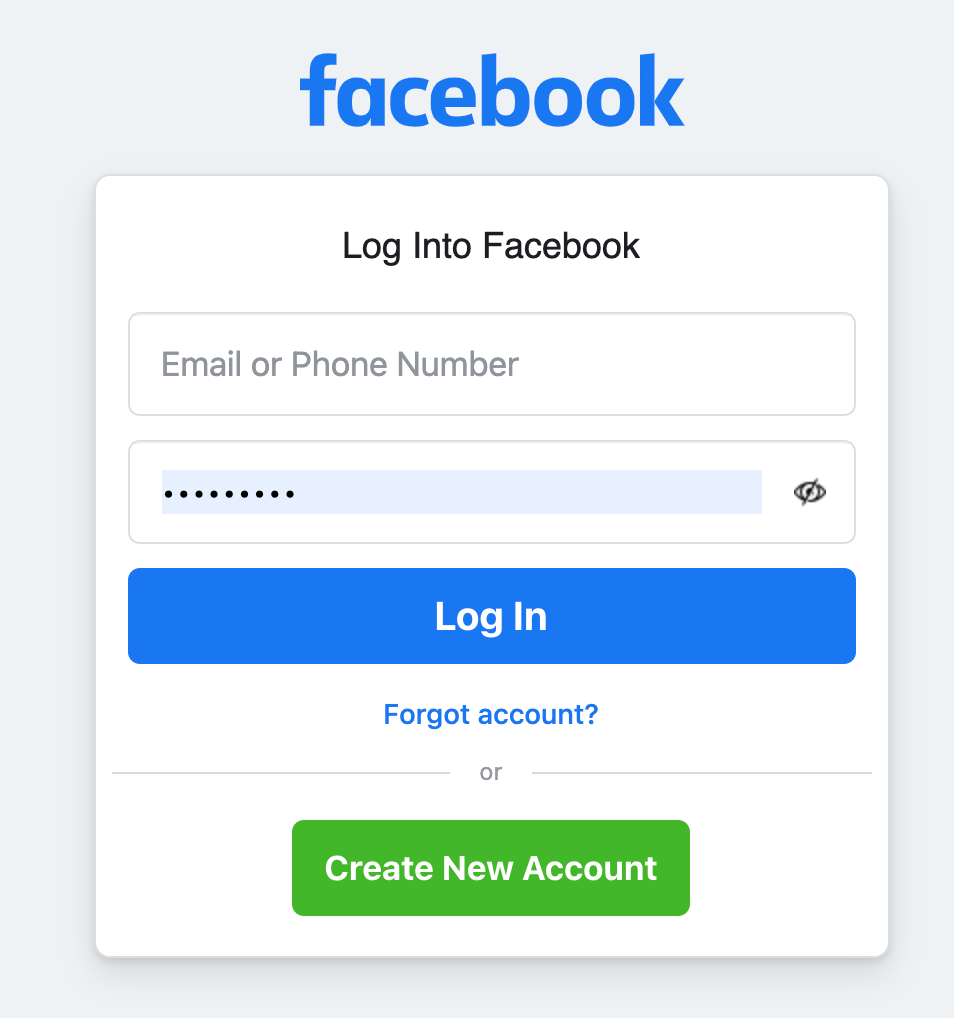 facebook
Log Into Facebook
Email or Phone Number
•••••••••
Log In
Forgot account?
or
Create New Account